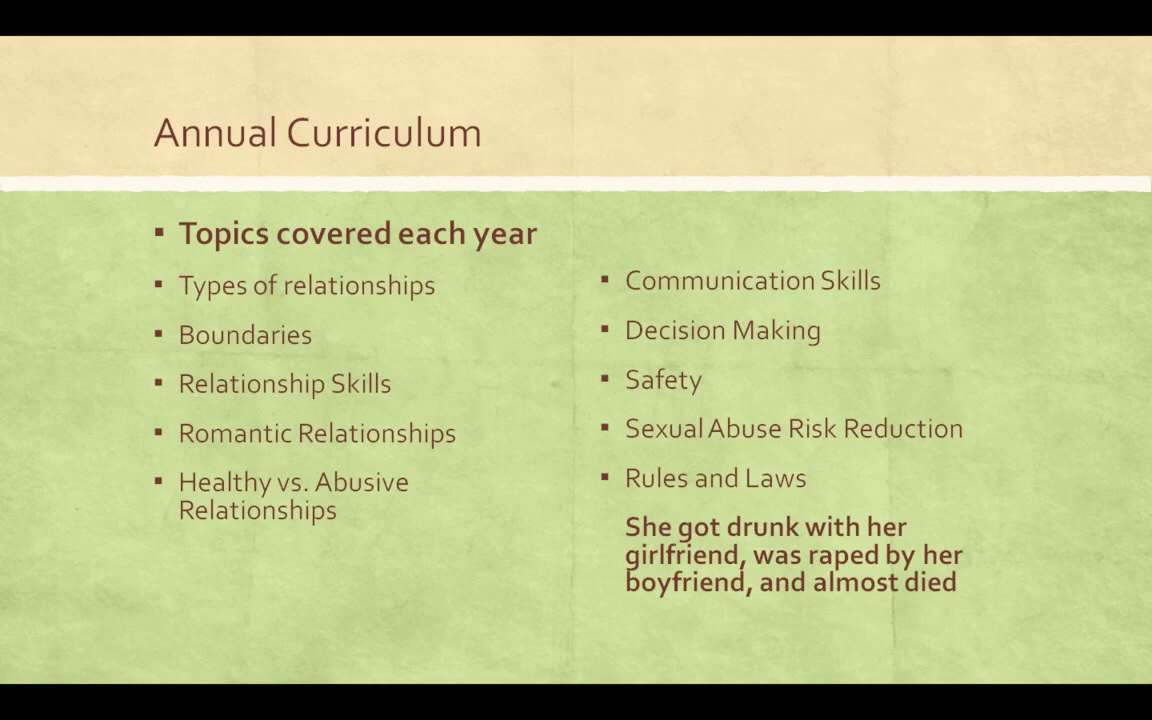 Annual Curriculum
Topics covered each year
Types of relationships
Boundaries
Relationship Skills
Romantic Relationships
Healthy vs. Abusive
Relationships
Communication Skills
Decision Making
Safety
Sexual Abuse Risk Reduction
Rules and Laws
She got drunk with her
girlfriend, was raped by her
boyfriend, and almost died